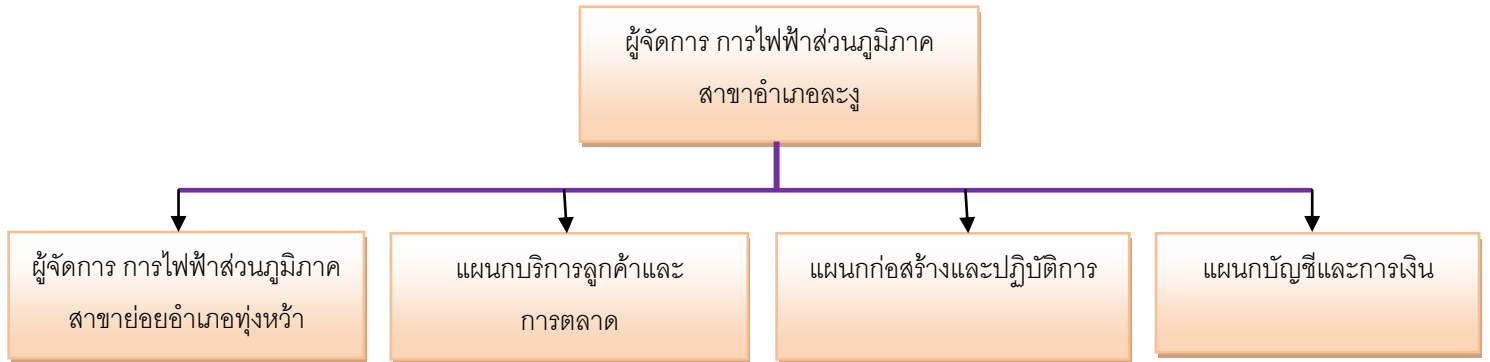 ผู้จัดการ การไฟฟ้าส่วนภูมิภาค
สาขาอำเภอละงู
ผู้จัดการ การไฟฟ้าส่วนภูมิภาค
สาขาย่อยอำเภอทุ่งหว้า
แผนกบริการลูกค้าและ
การตลาด
แผนกก่อสร้างและปฏิบัติการ
แผนกบัญชีและการเงิน